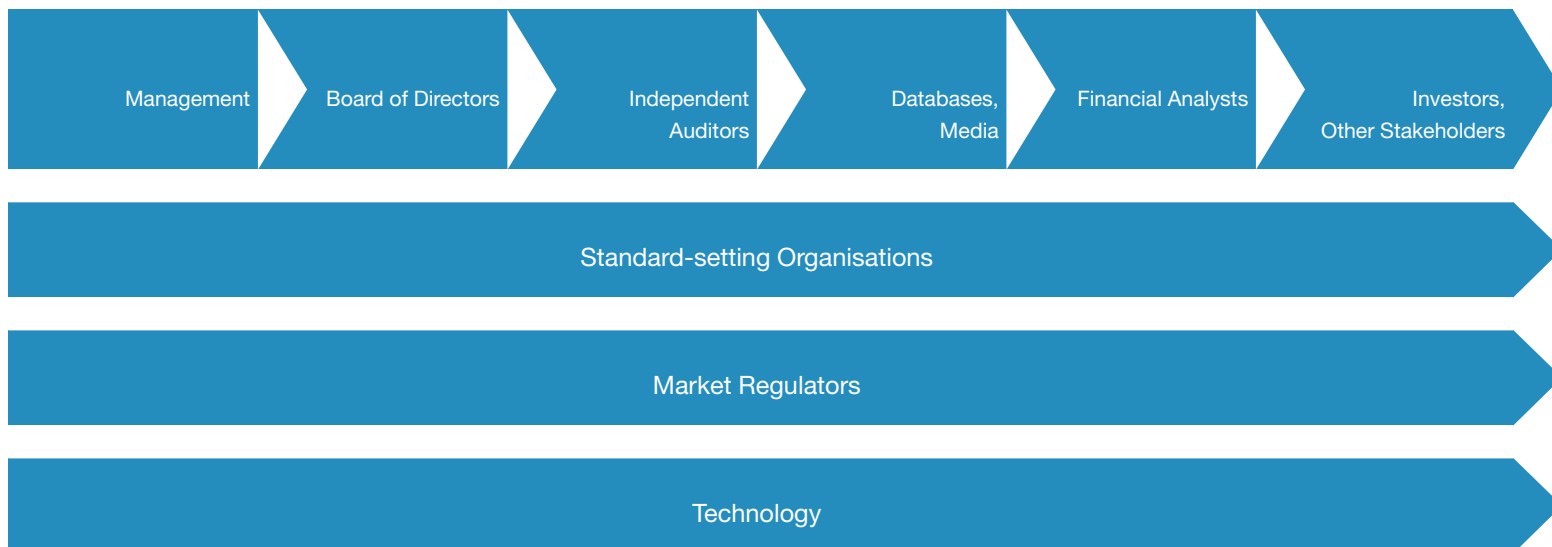 Management
Board of Directors
Independent
Auditors
Databases,
Media
Financial Analysts
Investors,
Other Stakeholders
Standard-setting Organisations
Market Regulators
Technology